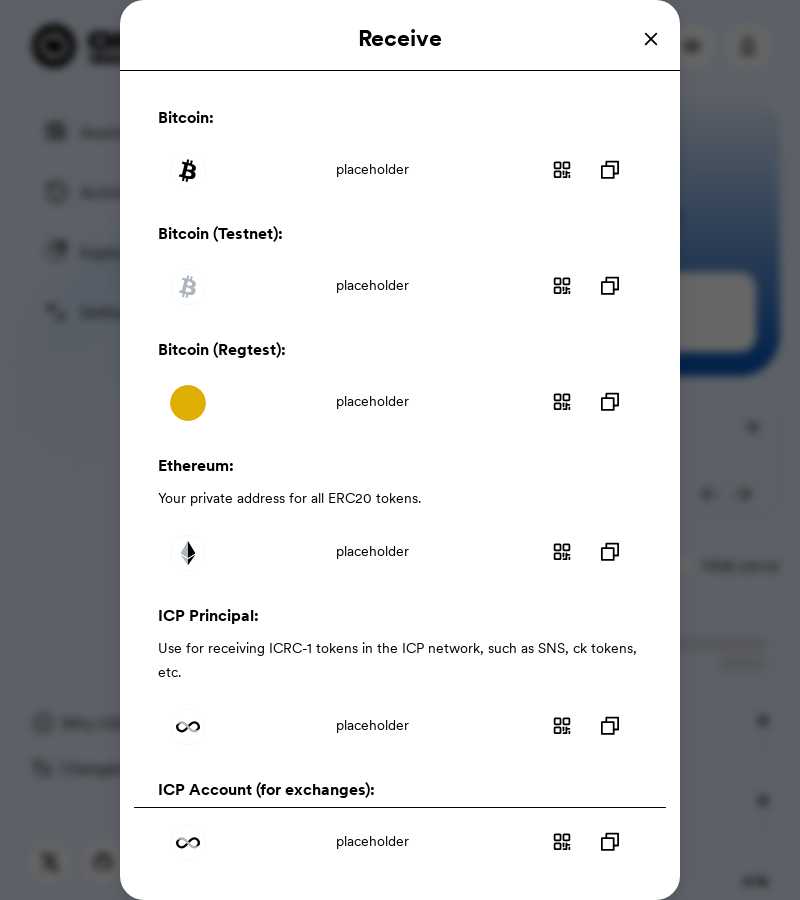 Receive
Bitcoin:
placeholder
Bitcoin (Testnet):
placeholder
Bitcoin (Regtest):
placeholder
Ethereum:
Your private address for all ERC20 tokens.
placeholder
ICP Principal:
Use for receiving ICRC-1 tokens in the ICP network, such as SNS, ck tokens,
etc.
placeholder
ICP Account (for exchanges):
placeholder